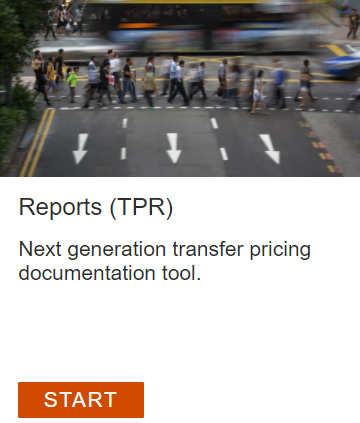 Reports (TPR)
Next generation transfer pricing
documentation tool.
START